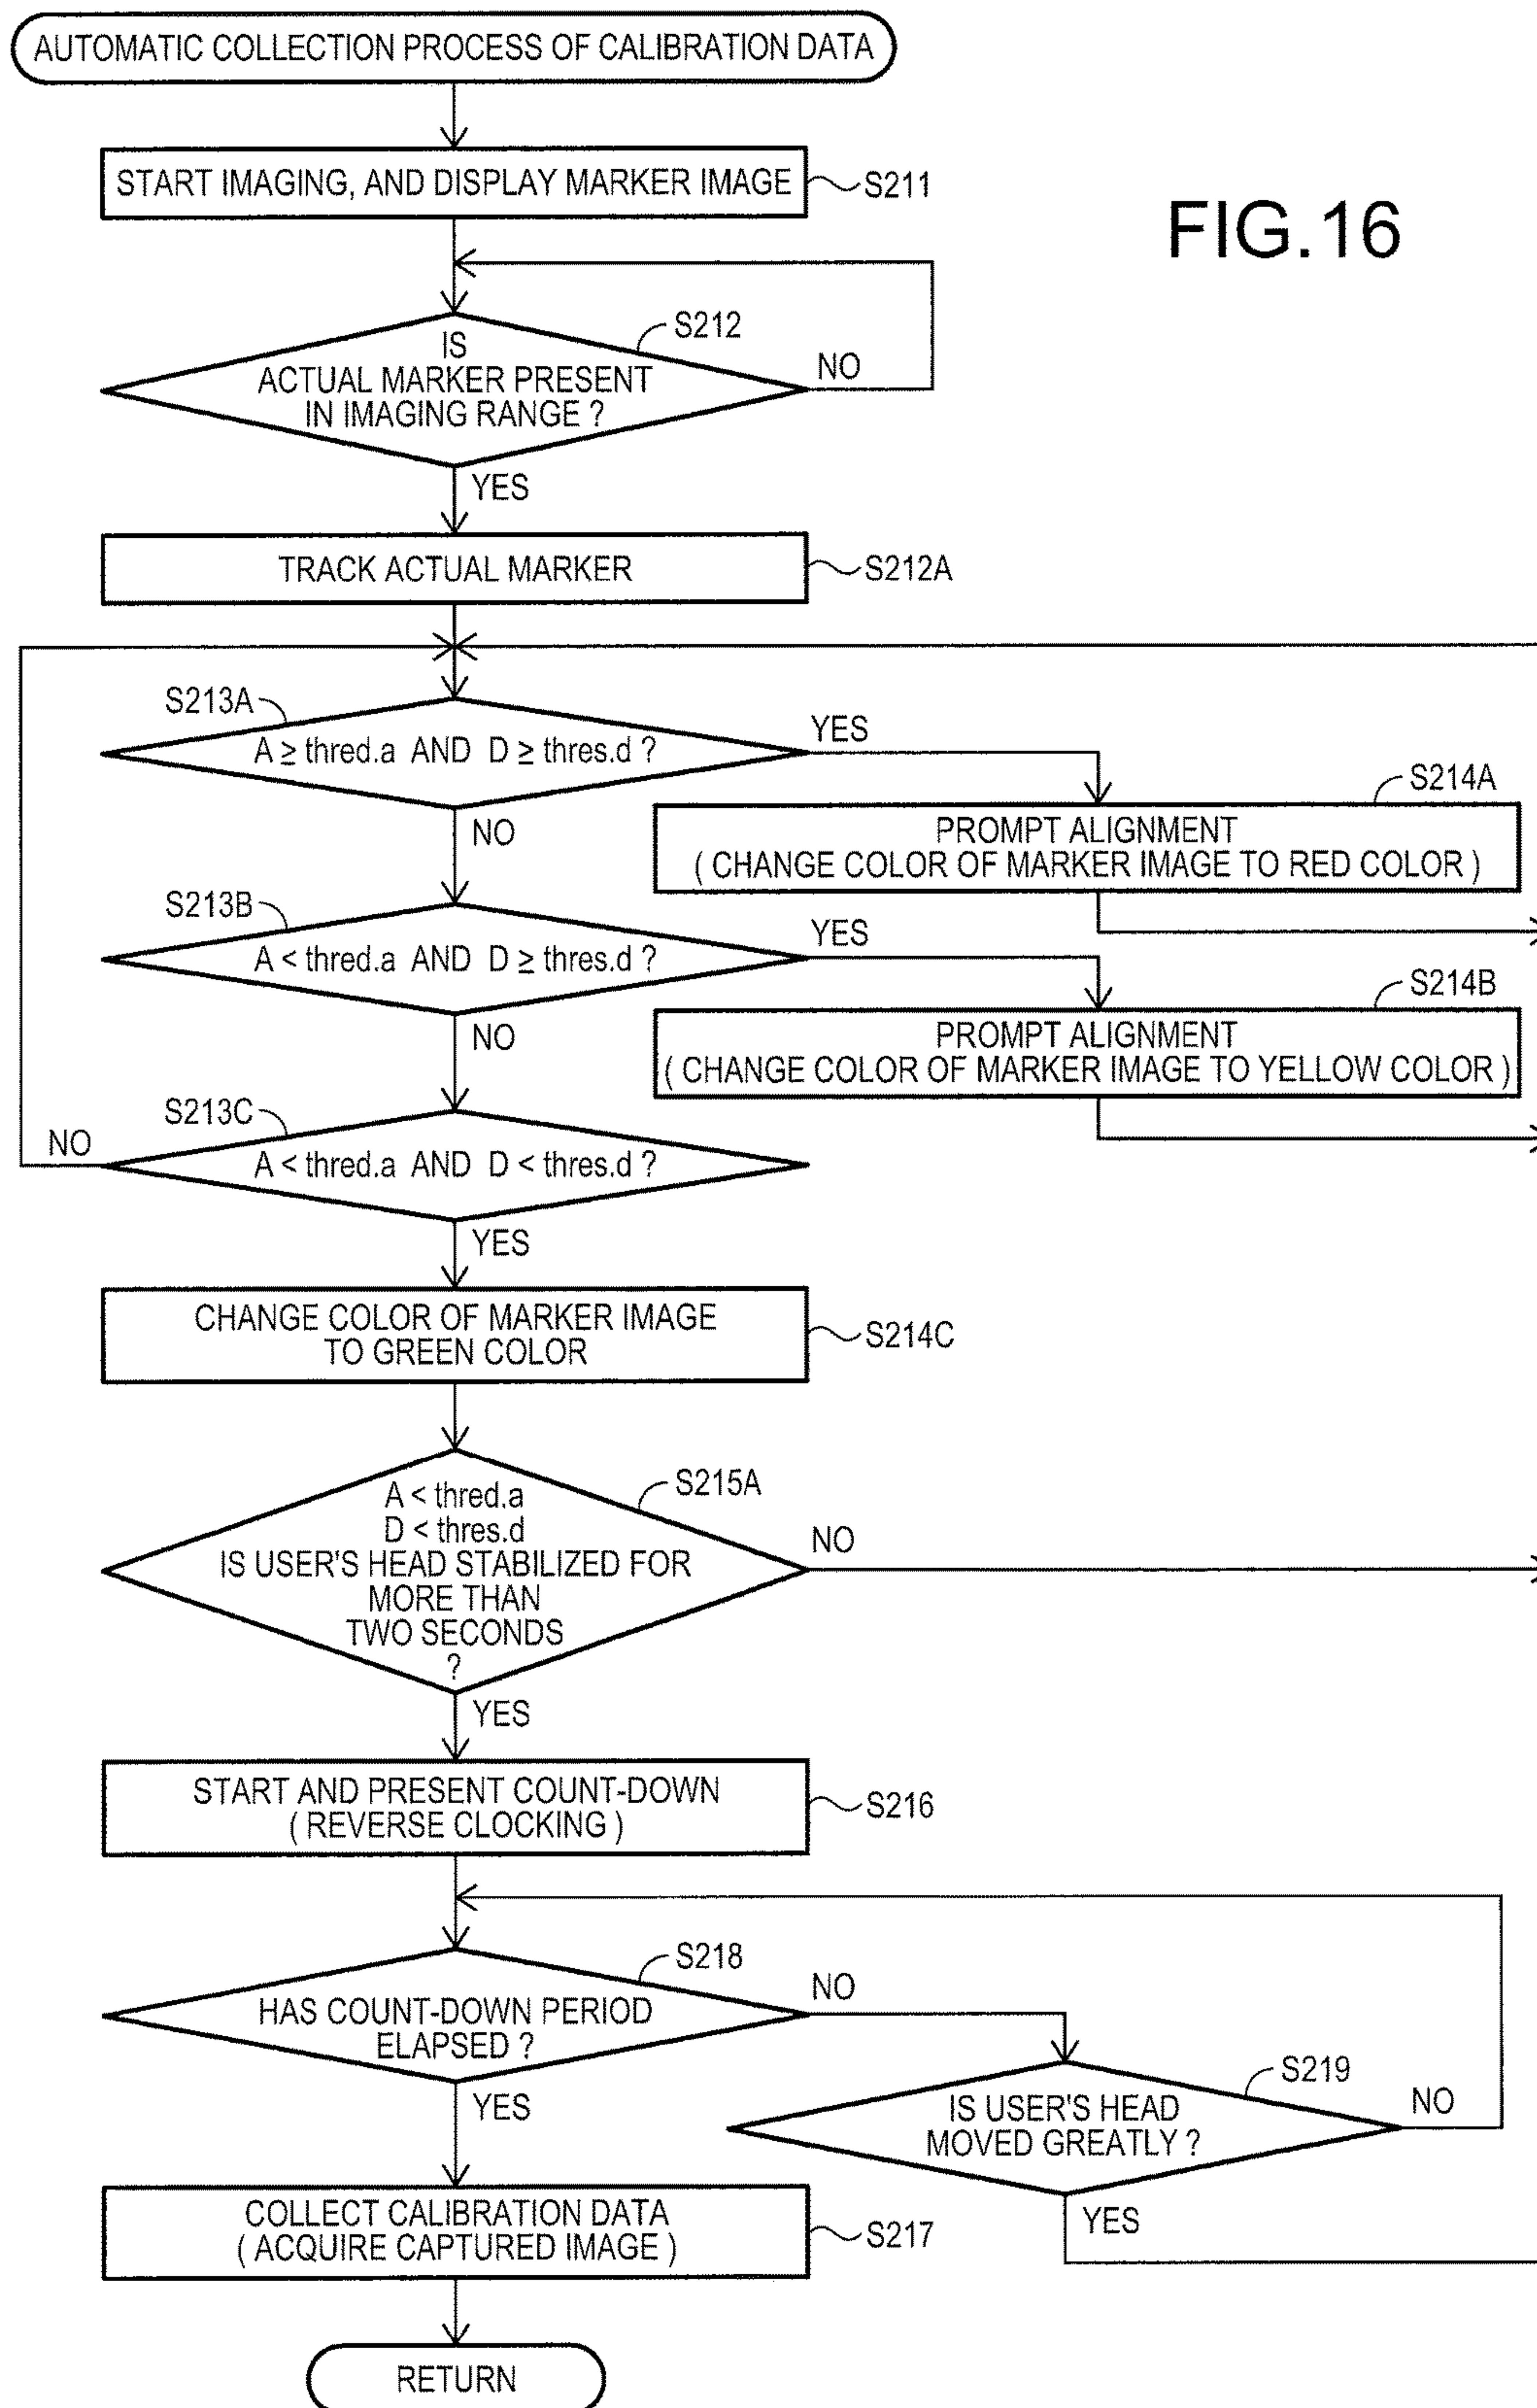 AUTOMATIC COLLECTION PROCESS OF CALIBRATION DATA
START IMAGING, AND DISPLAY MARKER IMAGE
S211
FIG.16
S212
IS
ACTUAL MARKER PRESENT
IN IMAGING RANGE ?
NO
YES
TRACK ACTUAL MARKER
S212A
S213A
A ≥ thred.a AND D ≥ thres.d ?
YES
NO
S214A
PROMPT ALIGNMENT
( CHANGE COLOR OF MARKER IMAGE TO RED COLOR )
S213B
A < thred.a AND D ≥ thres.d ?
YES
NO
S214B
PROMPT ALIGNMENT
( CHANGE COLOR OF MARKER IMAGE TO YELLOW COLOR )
S213C
NO
A < thred.a AND D < thres.d ?
YES
CHANGE COLOR OF MARKER IMAGE
TO GREEN COLOR
S214C
S215A
A < thred.a
D < thres.d
IS USER'S HEAD STABILIZED FOR
MORE THAN
TWO SECONDS
?
NO
YES
START AND PRESENT COUNT-DOWN
( REVERSE CLOCKING )
S216
S218
HAS COUNT-DOWN PERIOD
ELAPSED ?
NO
YES
S219
IS USER'S HEAD
MOVED GREATLY ?
NO
YES
COLLECT CALIBRATION DATA
( ACQUIRE CAPTURED IMAGE )
S217
RETURN